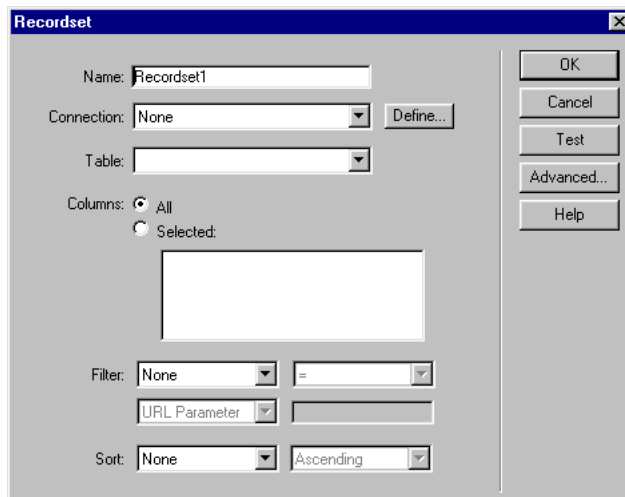 Recordset
Name: Recordset1
Connection: None Define...
Table:
Columns: All
Selected:
Filter: None =
URL Parameter
Sort: None Ascending
OK
Cancel
Test
Advanced...
Help